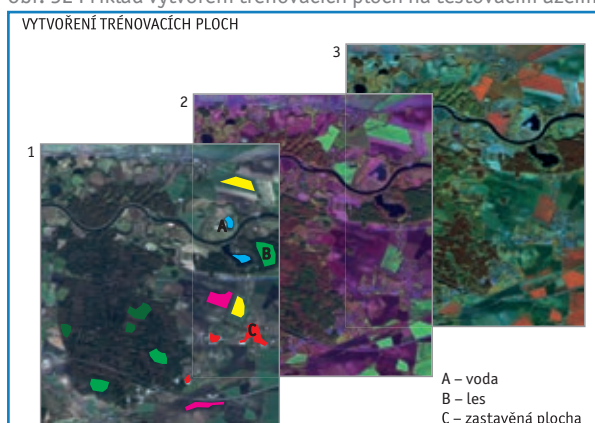 VYTVOŘENÍ TRÉNOVACÍCH PLOCH
3
2
1
A
B
C
A – voda
B – les
C – zastavěná plocha